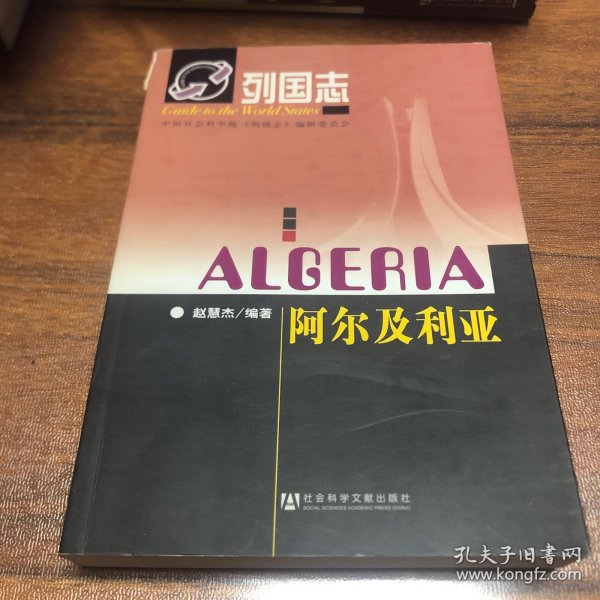 列国志
Guide to the World States
中国社会科学院《列国志》编辑委员会
ALGERIA
赵慧杰/编著
阿尔及利亚
社会科学文献出版社
SOCIAL SCIENCES ACADEMIC PRESS (CHINA)
孔夫子旧书网
www.kongfz.com